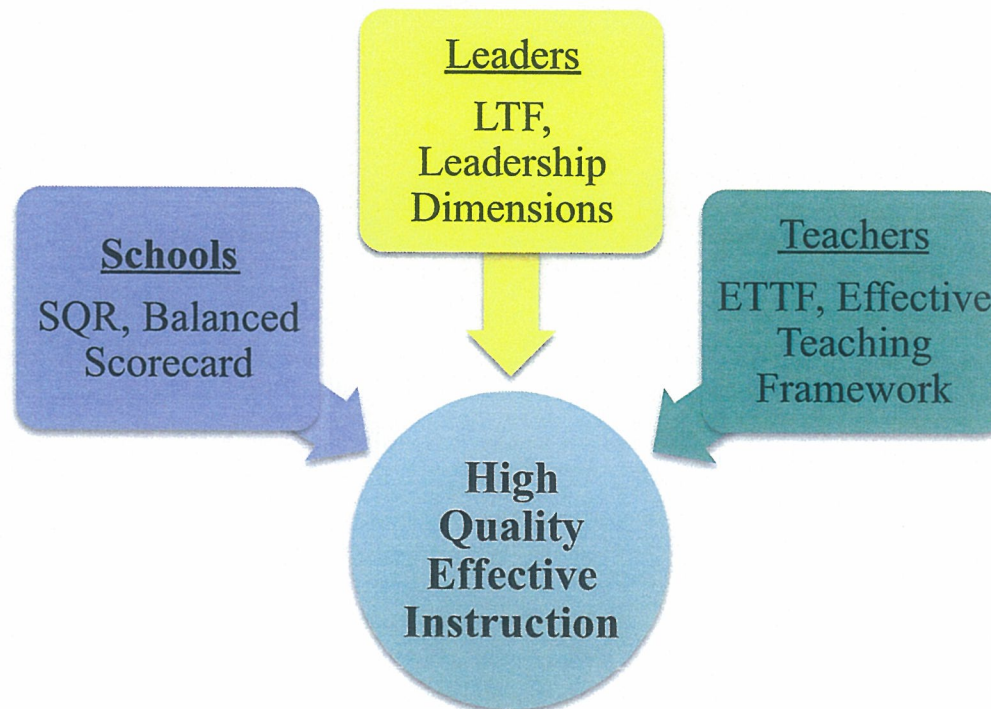 Leaders
LTF,
Leadership
Dimensions
Schools
SQR, Balanced
Scorecard
Teachers
ETTF, Effective
Teaching
Framework
High
Quality
Effective
Instruction